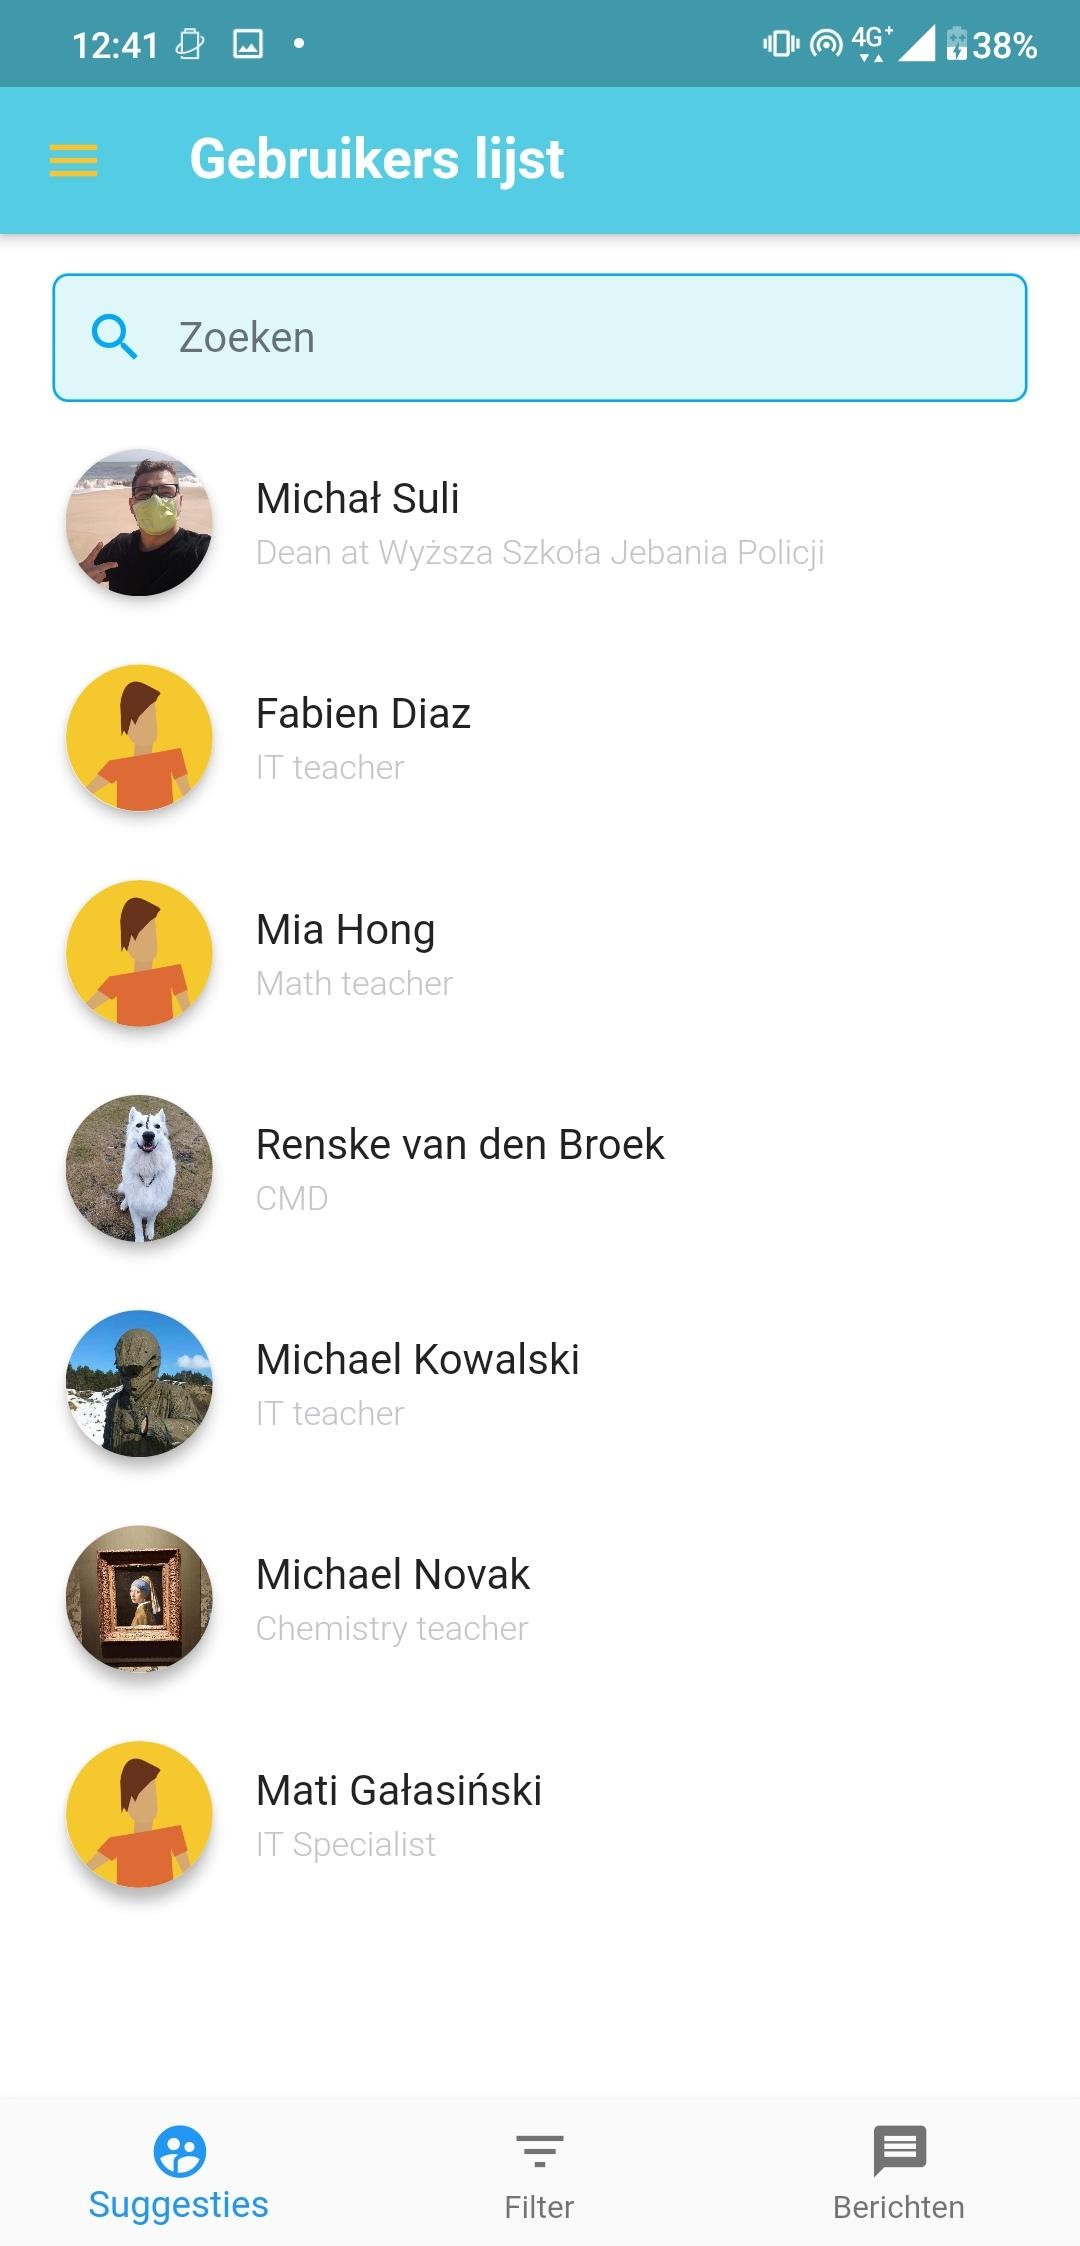 12:41 4G+ 38%
Gebruikers lijst
Zoeken
Michał Suli
Dean at Wyższa Szkoła Jebania Policji
Fabien Diaz
IT teacher
Mia Hong
Math teacher
Renske van den Broek
CMD
Michael Kowalski
IT teacher
Michael Novak
Chemistry teacher
Mati Gałasiński
IT Specialist
Suggesties Filter Berichten